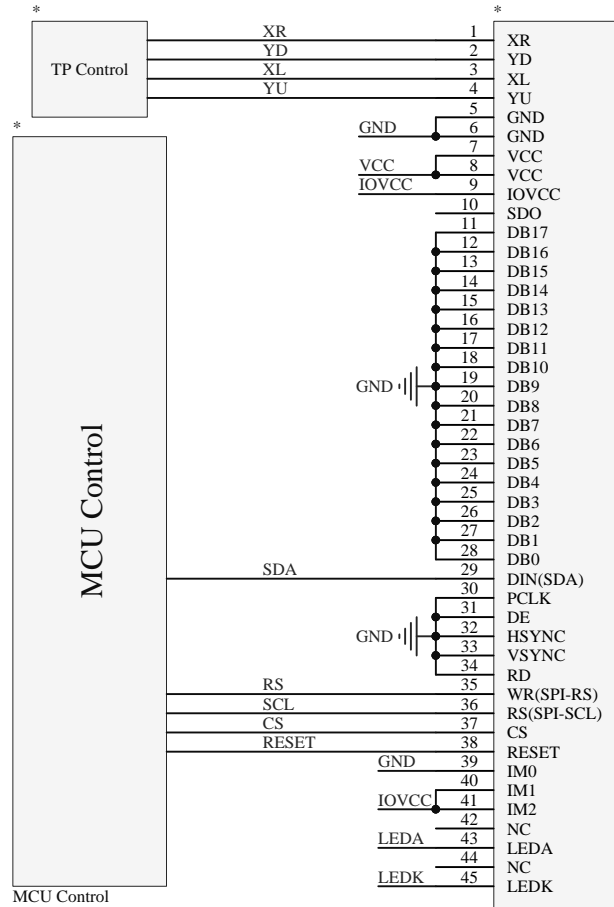 *
*
TP Control
XR 1 XR
YD 2 YD
XL 3 XL
YU 4 YU
5 GND
*
GND 6 GND
7 VCC
VCC 8 VCC
IOVCC 9 IOVCC
10 SDO
11 DB17
12 DB16
13 DB15
14 DB14
15 DB13
16 DB12
17 DB11
18 DB10
GND 19 DB9
20 DB8
21 DB7
22 DB6
23 DB5
24 DB4
25 DB3
26 DB2
27 DB1
28 DB0
MCU Control
SDA 29 DIN(SDA)
30 PCLK
31 DE
GND 32 HSYNC
33 VSYNC
34 RD
RS 35 WR(SPI-RS)
SCL 36 RS(SPI-SCL)
CS 37 CS
RESET 38 RESET
GND 39 IM0
40 IM1
IOVCC 41 IM2
42 NC
LEDA 43 LEDA
44 NC
LEDK 45 LEDK
MCU Control